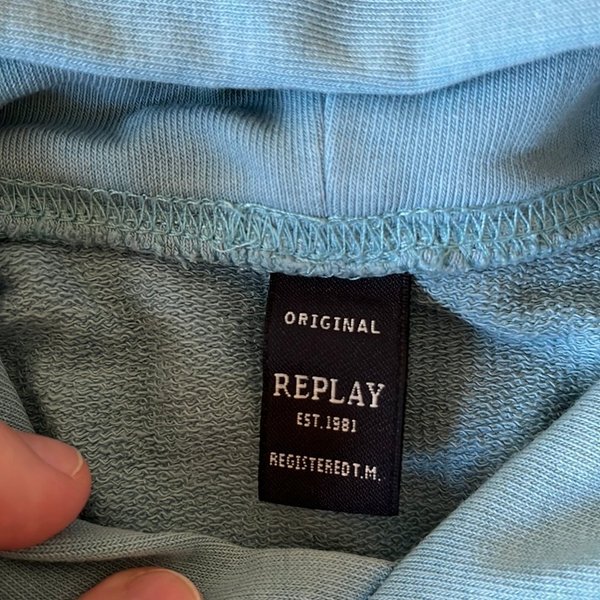 ORIGINAL
REPLAY
EST.1981
REGISTERED T.M.